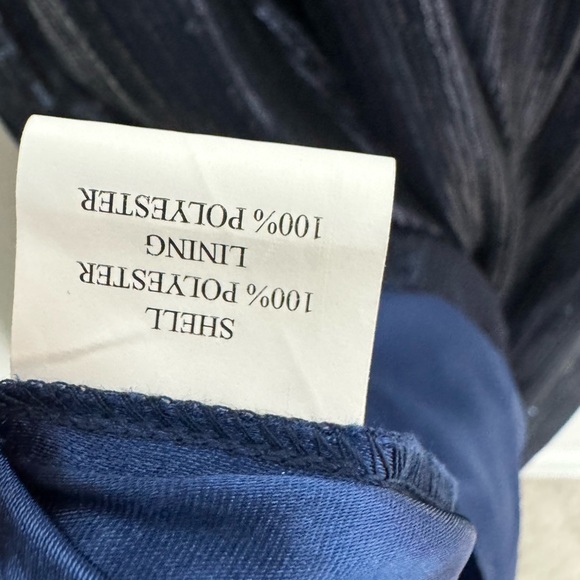 SHELL
100% POLYESTER
LINING
100% POLYESTER